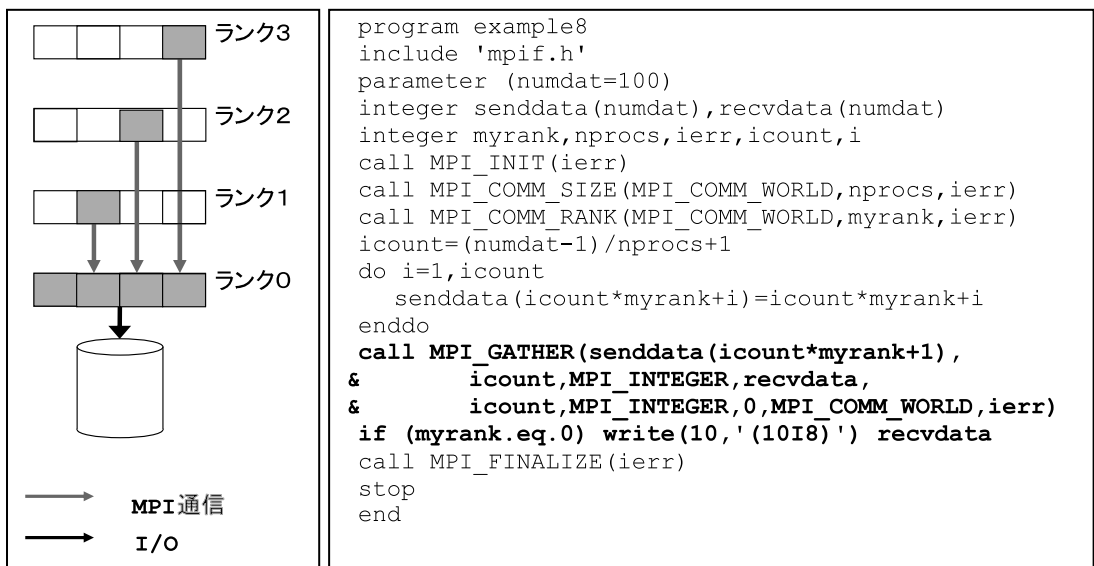 ランク3
ランク2
ランク1
ランク0
MPI通信
I/O
program example8
include 'mpif.h'
parameter (numdat=100)
integer senddata(numdat),recvdata(numdat)
integer myrank,nprocs,ierr,icount,i
call MPI_INIT(ierr)
call MPI_COMM_SIZE(MPI_COMM_WORLD,nprocs,ierr)
call MPI_COMM_RANK(MPI_COMM_WORLD,myrank,ierr)
icount=(numdat-1)/nprocs+1
do i=1,icount
senddata(icount*myrank+i)=icount*myrank+i
enddo
call MPI_GATHER(senddata(icount*myrank+1),
& icount,MPI_INTEGER,recvdata,
& icount,MPI_INTEGER,0,MPI_COMM_WORLD,ierr)
if (myrank.eq.0) write(10,'(10I8)') recvdata
call MPI_FINALIZE(ierr)
stop
end